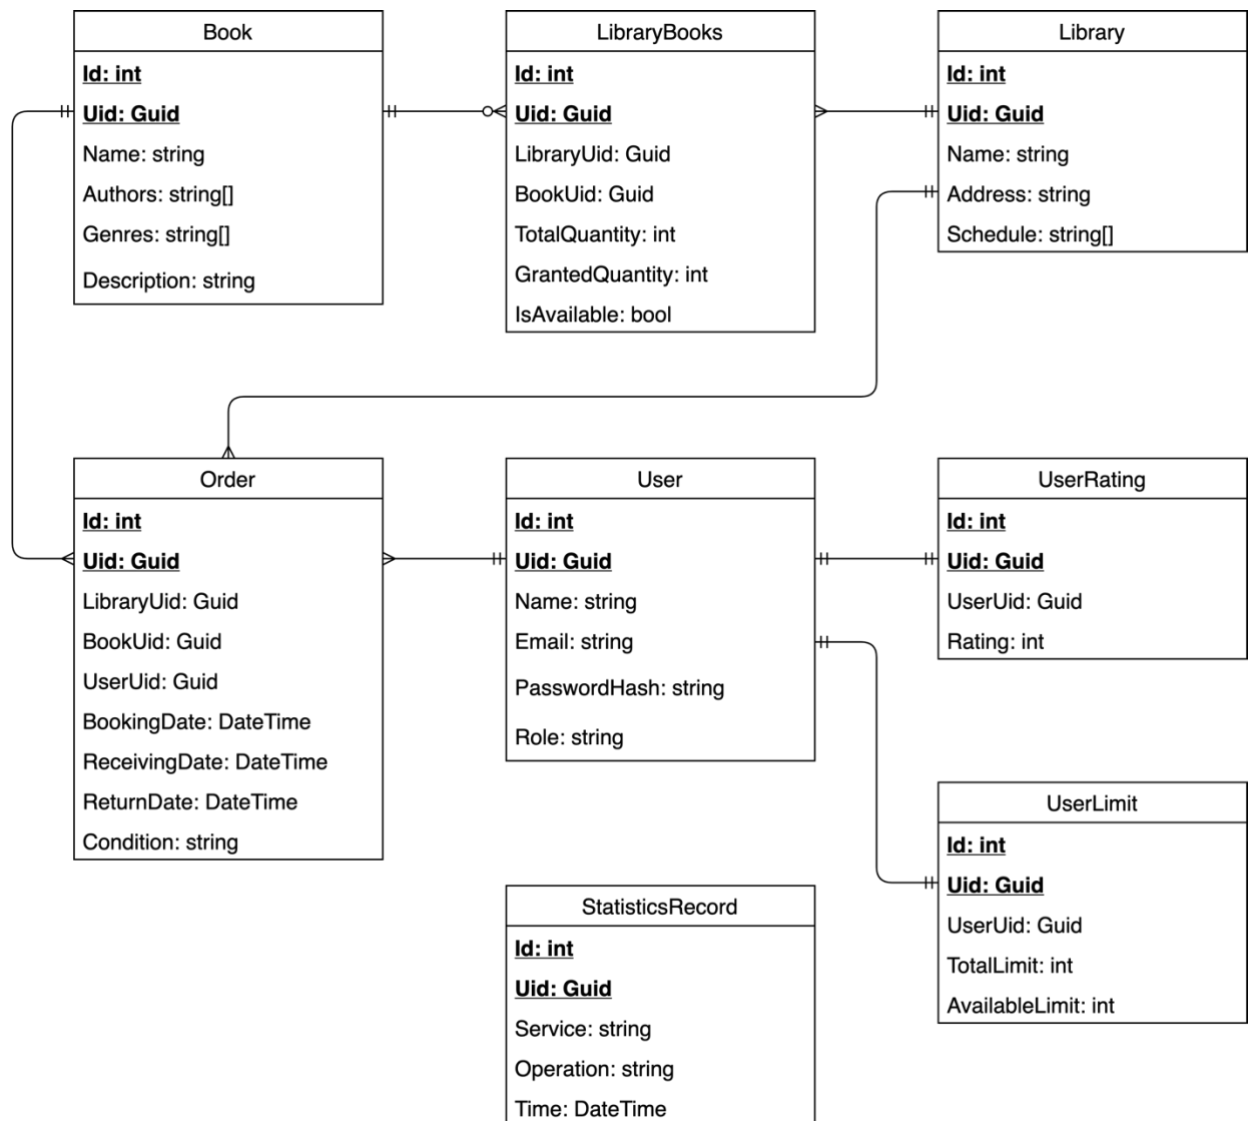 Book
Id: int
Uid: Guid
Name: string
Authors: string[]
Genres: string[]
Description: string
LibraryBooks
Id: int
Uid: Guid
LibraryUid: Guid
BookUid: Guid
TotalQuantity: int
GrantedQuantity: int
IsAvailable: bool
Library
Id: int
Uid: Guid
Name: string
Address: string
Schedule: string[]
Order
Id: int
Uid: Guid
LibraryUid: Guid
BookUid: Guid
UserUid: Guid
BookingDate: DateTime
ReceivingDate: DateTime
ReturnDate: DateTime
Condition: string
User
Id: int
Uid: Guid
Name: string
Email: string
PasswordHash: string
Role: string
UserRating
Id: int
Uid: Guid
UserUid: Guid
Rating: int
UserLimit
Id: int
Uid: Guid
UserUid: Guid
TotalLimit: int
AvailableLimit: int
StatisticsRecord
Id: int
Uid: Guid
Service: string
Operation: string
Time: DateTime